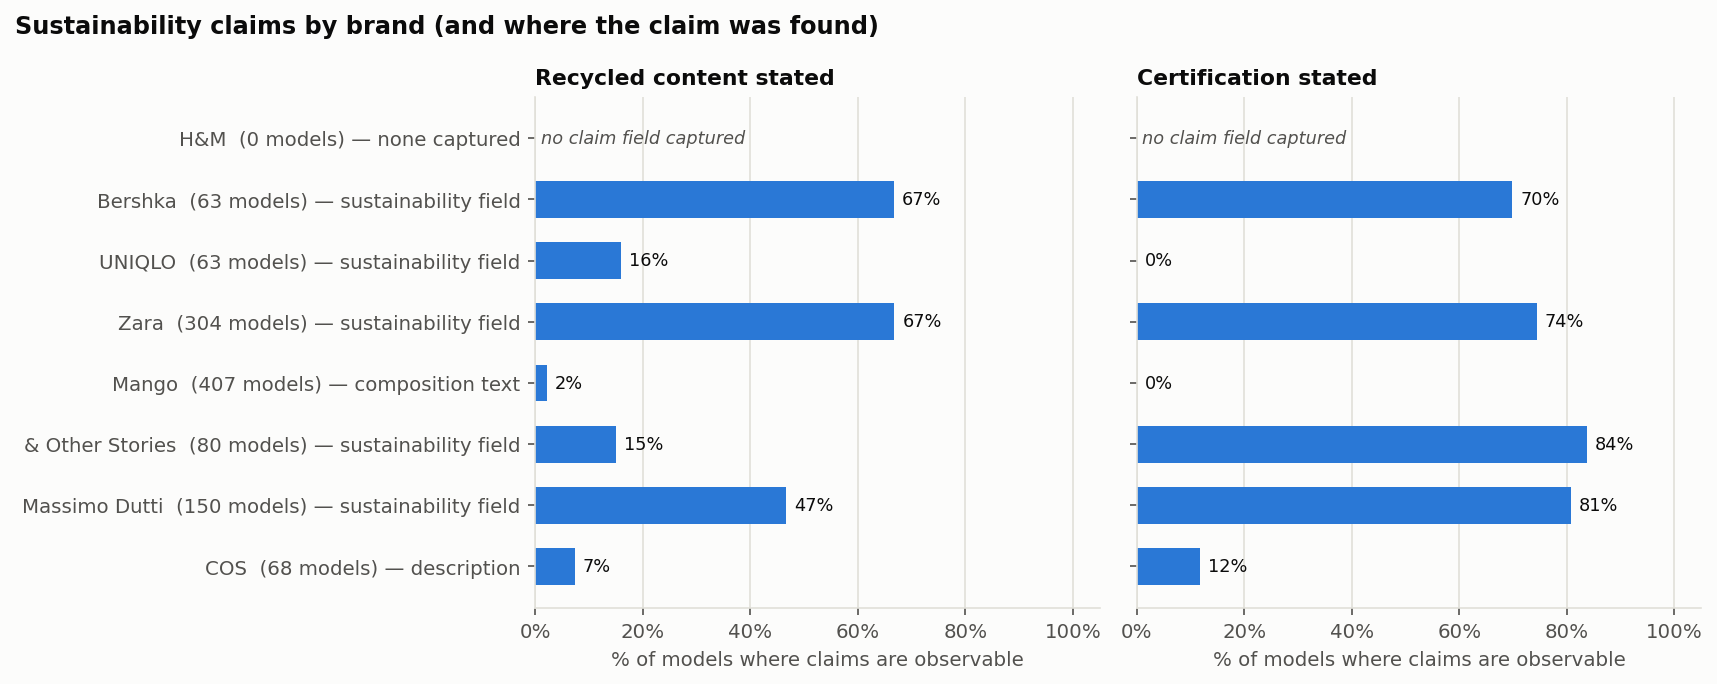 Sustainability claims by brand (and where the claim was found)
Recycled content stated
Certification stated
H&M  (0 models) — none captured
no claim field captured
no claim field captured
Bershka  (63 models) — sustainability field
67%
70%
UNIQLO  (63 models) — sustainability field
16%
0%
Zara  (304 models) — sustainability field
67%
74%
Mango  (407 models) — composition text
2%
0%
& Other Stories  (80 models) — sustainability field
15%
84%
Massimo Dutti  (150 models) — sustainability field
47%
81%
COS  (68 models) — description
7%
12%
0% 20% 40% 60% 80% 100%
0% 20% 40% 60% 80% 100%
% of models where claims are observable
% of models where claims are observable